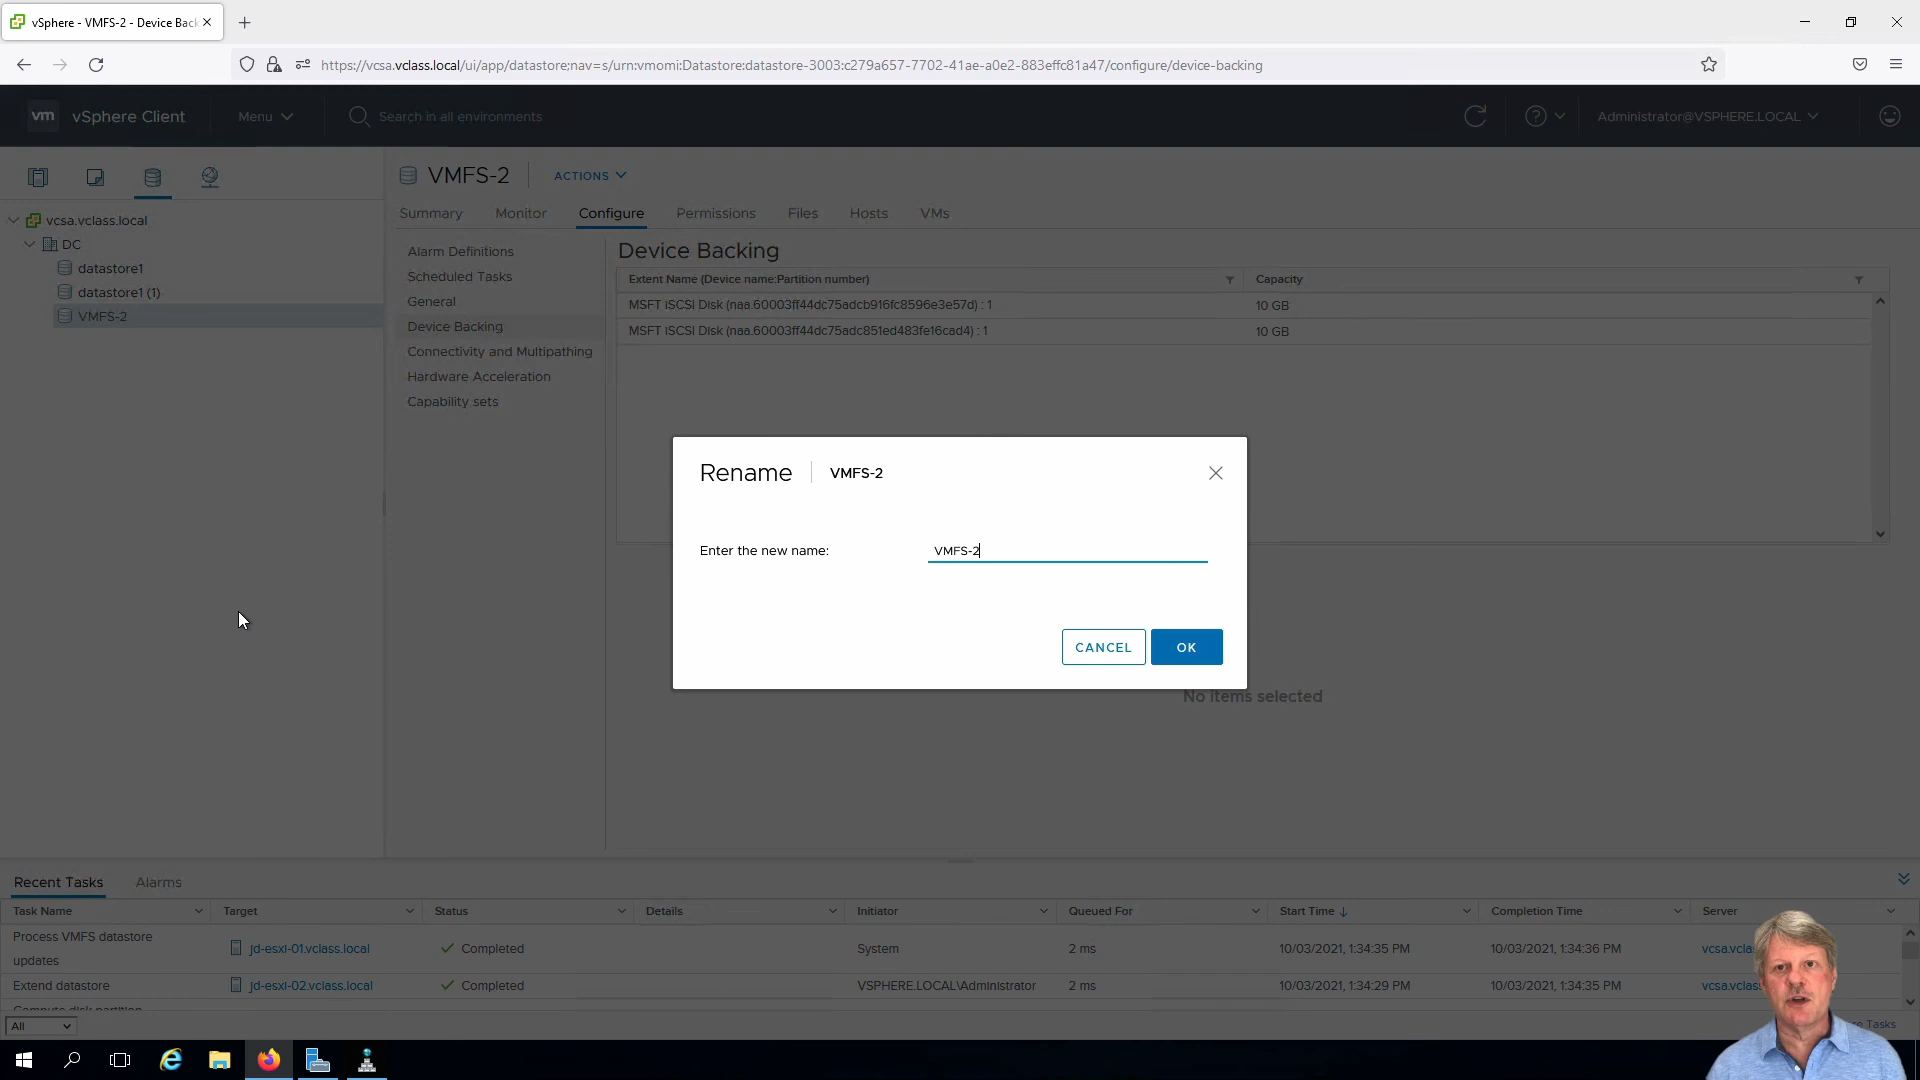 vSphere - VMFS-2 - Device Back
https://vcsa.vclass.local/ui/app/datastore;nav=s/urn:vmomi:Datastore:datastore-3003:c279a657-7702-41ae-a0e2-883effc81a47/configure/device-backing
vm vSphere Client Menu Search in all environments Administrator@VSPHERE.LOCAL
VMFS-2 ACTIONS
Summary Monitor Configure Permissions Files Hosts VMs
vcsa.vclass.local
DC
datastore1
datastore1 (1)
VMFS-2
Alarm Definitions
Scheduled Tasks
General
Device Backing
Connectivity and Multipathing
Hardware Acceleration
Capability sets
Device Backing
Extent Name (Device name:Partition number) Capacity
MSFT iSCSI Disk (naa.60003ff44dc75adcb916fc8596e3e57d) : 1 10 GB
MSFT iSCSI Disk (naa.60003ff44dc75adc851ed483fe16cad4) : 1 10 GB
Rename VMFS-2
Enter the new name: VMFS-2
CANCEL OK
No items selected
Recent Tasks Alarms
Task Name Target Status Details Initiator Queued For Start Time Completion Time Server
Process VMFS datastore
updates jd-esxi-01.vclass.local Completed System 2 ms 10/03/2021, 1:34:35 PM 10/03/2021, 1:34:36 PM vcsa.vclas
Extend datastore jd-esxi-02.vclass.local Completed VSPHERE.LOCAL\Administrator 2 ms 10/03/2021, 1:34:29 PM 10/03/2021, 1:34:35 PM vcsa.vclas
Compute disk partition
All Tasks